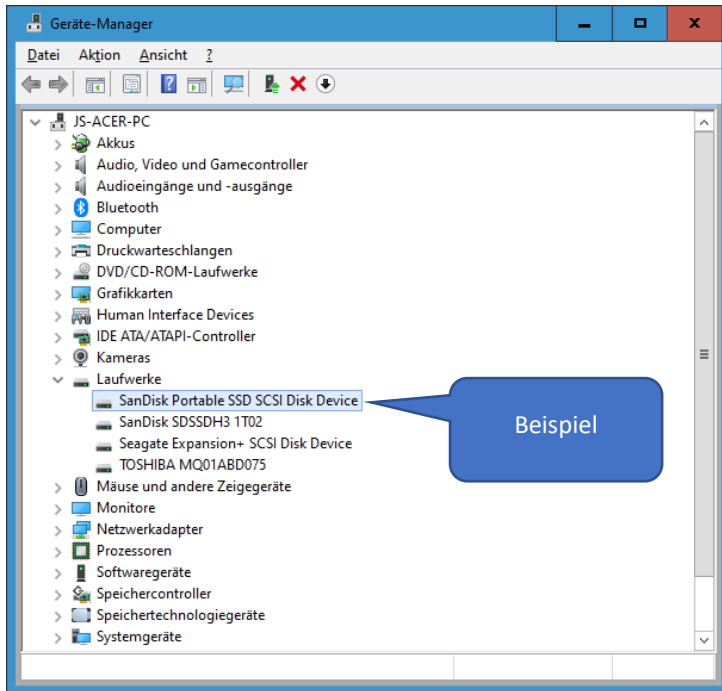 Geräte-Manager
Datei Aktion Ansicht ?
JS-ACER-PC
Akkus
Audio, Video und Gamecontroller
Audioeingänge und -ausgänge
Bluetooth
Computer
Druckwarteschlangen
DVD/CD-ROM-Laufwerke
Grafikkarten
Human Interface Devices
IDE ATA/ATAPI-Controller
Kameras
Laufwerke
SanDisk Portable SSD SCSI Disk Device
Beispiel
SanDisk SDSSDH3 1T02
Seagate Expansion+ SCSI Disk Device
TOSHIBA MQ01ABD075
Mäuse und andere Zeigegeräte
Monitore
Netzwerkadapter
Prozessoren
Softwaregeräte
Speichercontroller
Speichertechnologiegeräte
Systemgeräte